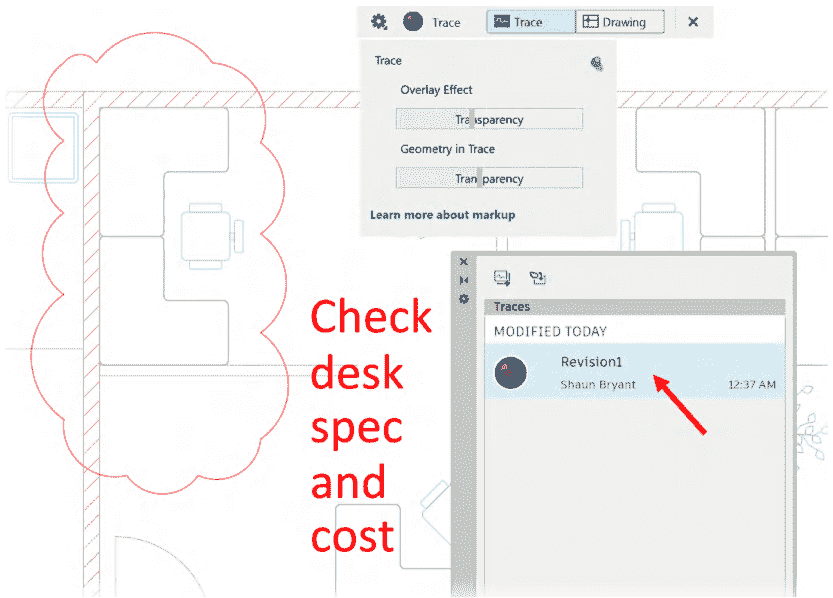 Trace
Trace
Drawing
Trace
Overlay Effect
Transparency
Geometry in Trace
Transparency
Learn more about markup
Traces
MODIFIED TODAY
Revision1
Shaun Bryant
12:37 AM
Check
desk
spec
and
cost